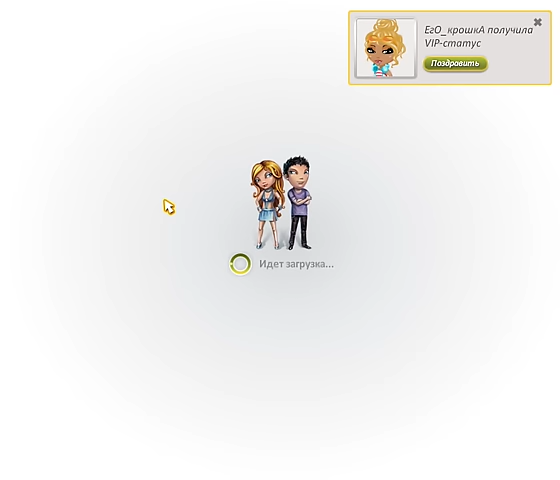 ЕгО_крошкА получила
VIP-статус
Поздравить
Идет загрузка...